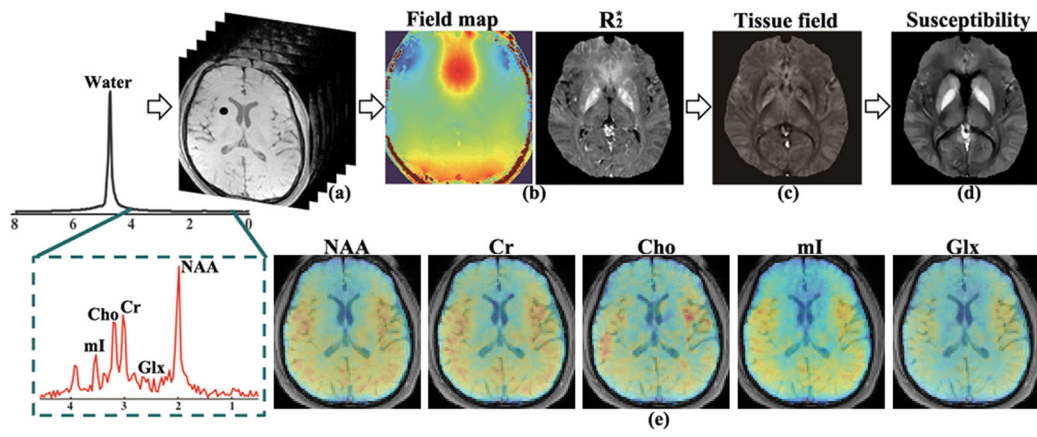 Water
8 6 4 2 0
(a)
Field map
R₂*
(b)
Tissue field
(c)
Susceptibility
(d)
NAA
Cho
Cr
mI
Glx
4 3 2 1
NAA
Cr
Cho
mI
Glx
(e)